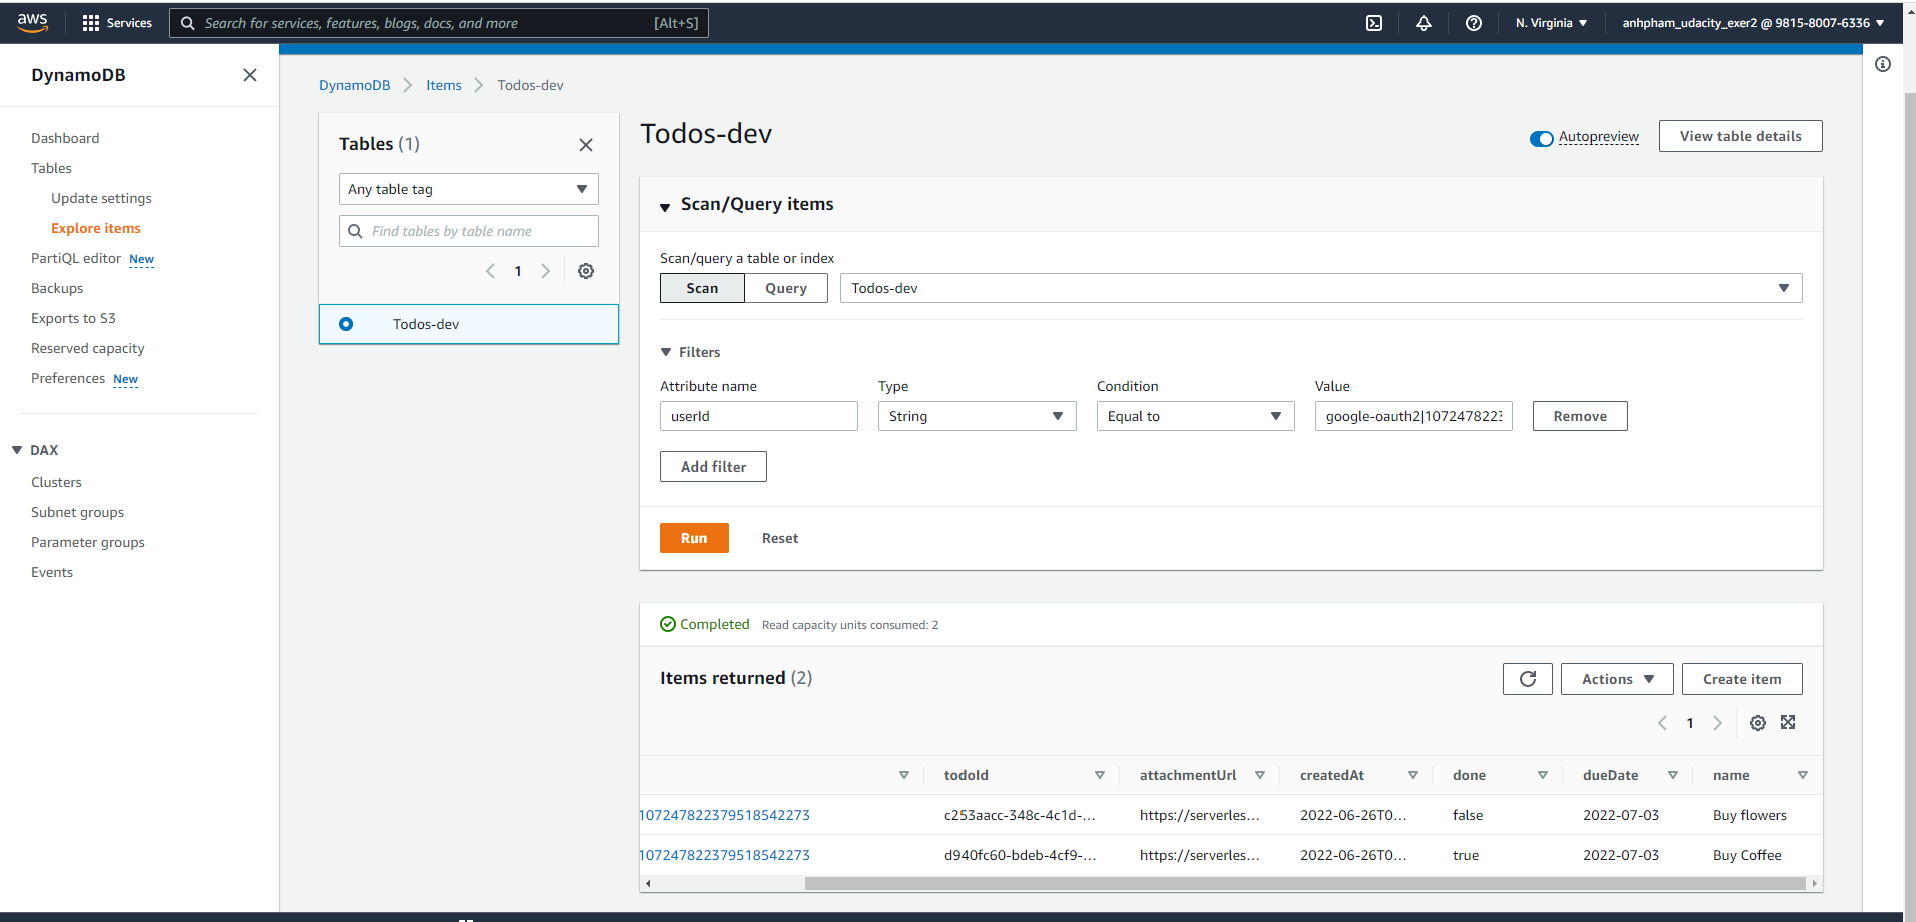 aws
Services
Search for services, features, blogs, docs, and more
[Alt+S]
N. Virginia
anhpham_udacity_exer2 @ 9815-8007-6336
DynamoDB
Dashboard
Tables
Update settings
Explore items
PartiQL editor New
Backups
Exports to S3
Reserved capacity
Preferences New
DAX
Clusters
Subnet groups
Parameter groups
Events
DynamoDB
Items
Todos-dev
Tables (1)
Any table tag
Find tables by table name
1
Todos-dev
Todos-dev
Autopreview
View table details
Scan/Query items
Scan/query a table or index
Scan
Query
Todos-dev
Filters
Attribute name Type Condition Value
userId String Equal to google-oauth2|1072478223 Remove
Add filter
Run
Reset
Completed Read capacity units consumed: 2
Items returned (2)
Actions
Create item
1
todoId attachmentUrl createdAt done dueDate name
107247822379518542273 c253aacc-348c-4c1d-... https://serverles... 2022-06-26T0... false 2022-07-03 Buy flowers
107247822379518542273 d940fc60-bdeb-4cf9-... https://serverles... 2022-06-26T0... true 2022-07-03 Buy Coffee